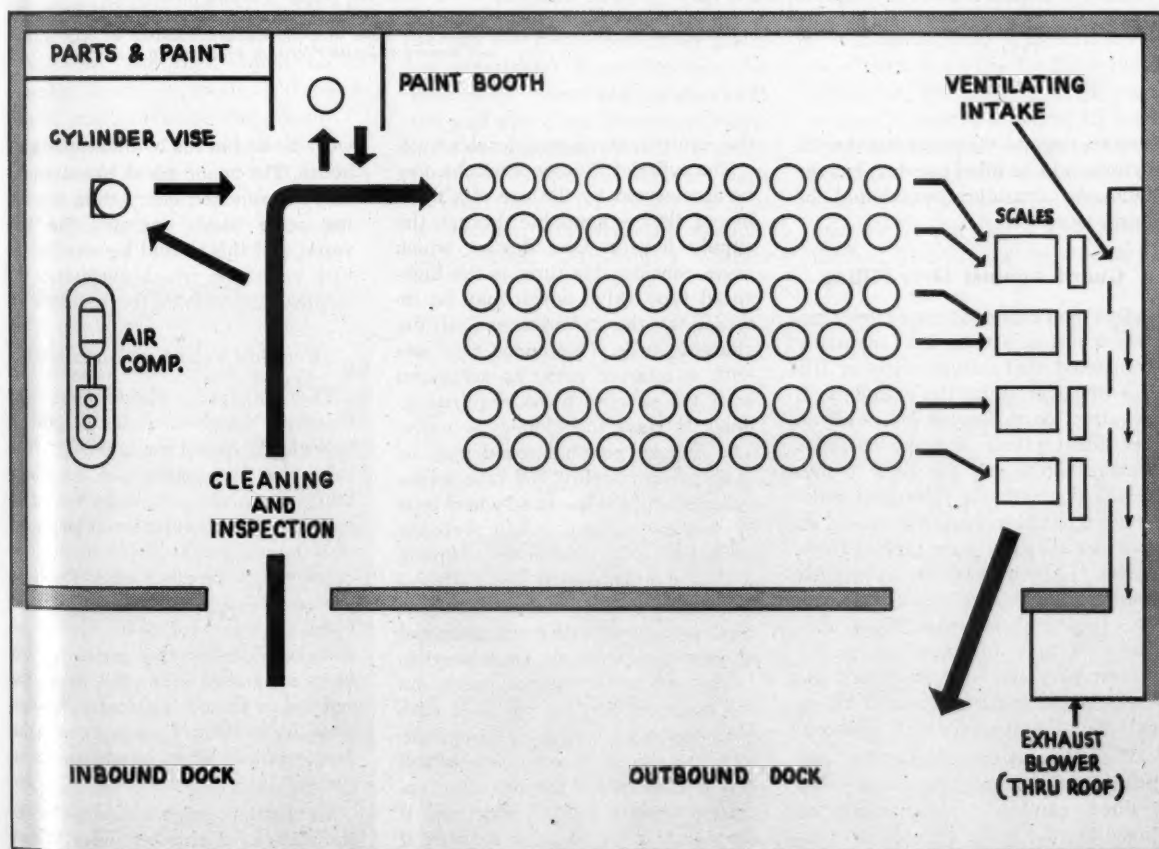 PARTS & PAINT
PAINT BOOTH
VENTILATING
INTAKE
CYLINDER VISE
SCALES
AIR
COMP.
CLEANING
AND
INSPECTION
INBOUND DOCK
OUTBOUND DOCK
EXHAUST
BLOWER
(THRU ROOF)